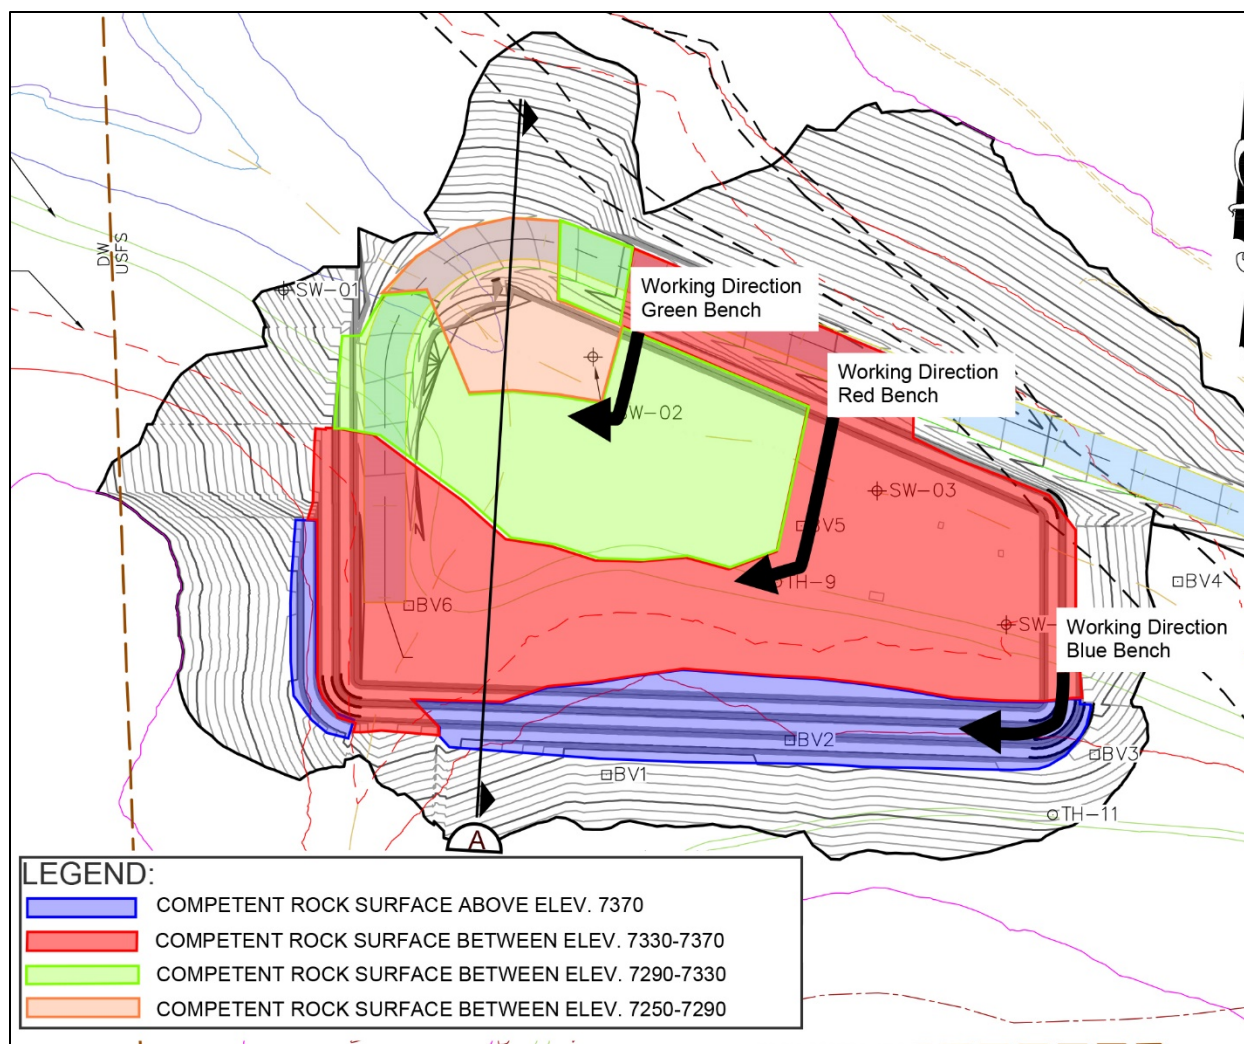 DW
USFS
SW-01
Working Direction
Green Bench
Working Direction
Red Bench
W-02
SW-03
BV5
TH-9
BV4
BV6
SW-
Working Direction
Blue Bench
BV2
BV3
BV1
TH-11
A
LEGEND:
COMPETENT ROCK SURFACE ABOVE ELEV. 7370
COMPETENT ROCK SURFACE BETWEEN ELEV. 7330-7370
COMPETENT ROCK SURFACE BETWEEN ELEV. 7290-7330
COMPETENT ROCK SURFACE BETWEEN ELEV. 7250-7290